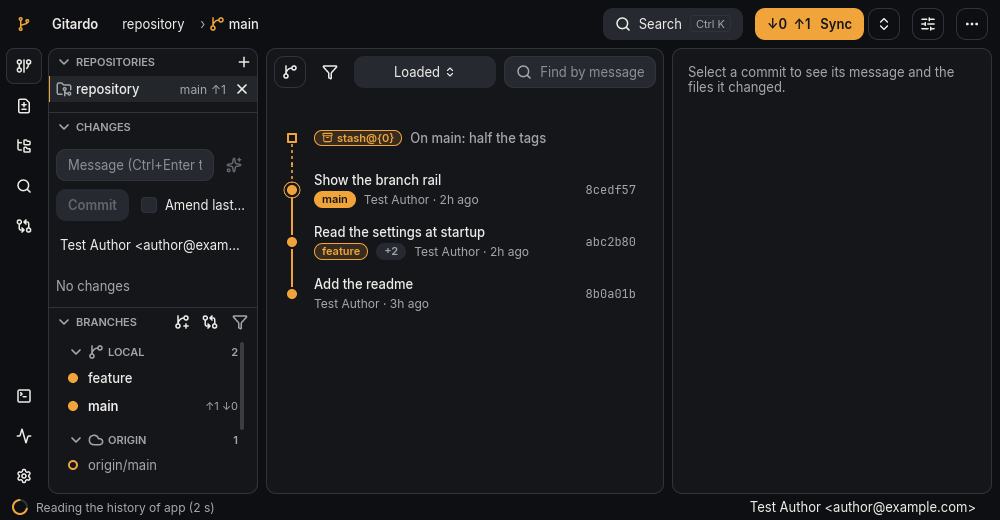 Gitardo repository › main Search Ctrl K ↓0 ↑1 Sync
REPOSITORIES
repository main ↑1
CHANGES
Message (Ctrl+Enter t
Commit Amend last...
Test Author <author@exam...
No changes
BRANCHES
LOCAL 2
feature
main ↑1 ↓0
ORIGIN 1
origin/main
Loaded Find by message
stash@{0} On main: half the tags
Show the branch rail
main Test Author · 2h ago 8cedf57
Read the settings at startup
feature +2 Test Author · 2h ago abc2b80
Add the readme
Test Author · 3h ago 8b0a01b
Select a commit to see its message and the
files it changed.
Reading the history of app (2 s) Test Author <author@example.com>